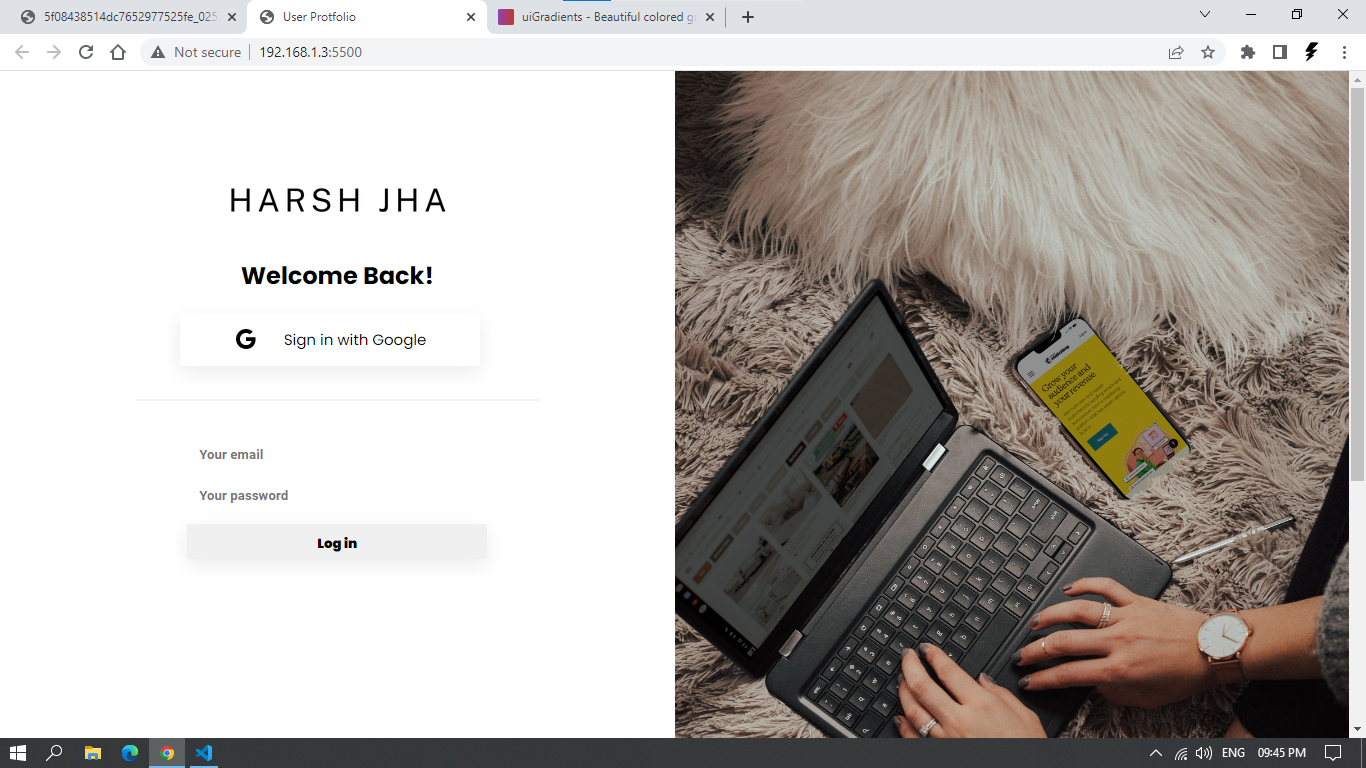 5f08438514dc7652977525fe_025
User Protfolio
uiGradients - Beautiful colored g
Not secure
192.168.1.3:5500
HARSH JHA
Welcome Back!
G Sign in with Google
Your email
Your password
Log in
Grow your
audience and
your revenue
ENG
09:45 PM